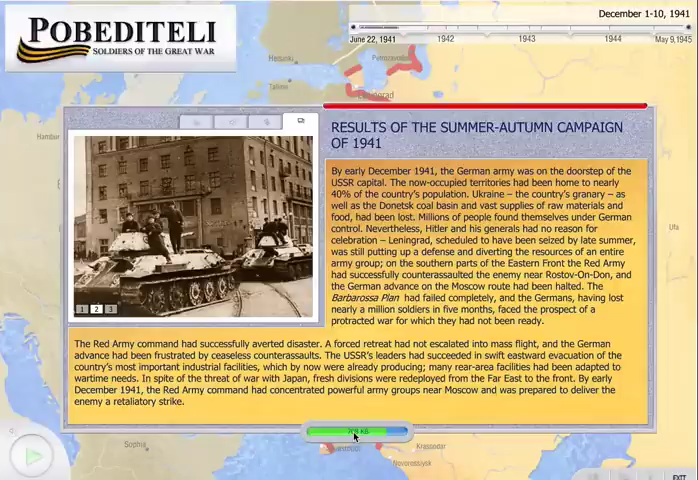 December 1-10, 1941
POBEDITELI
SOLDIERS OF THE GREAT WAR
June 22, 1941 1942 1943 1944 May 9, 1945
Helsinki
Tallinn
Leningrad
Hamburg
RESULTS OF THE SUMMER-AUTUMN CAMPAIGN
OF 1941
By early December 1941, the German army was on the doorstep of the
USSR capital. The now-occupied territories had been home to nearly
40% of the country's population. Ukraine – the country's granary – as
well as the Donetsk coal basin and vast supplies of raw materials and
food, had been lost. Millions of people found themselves under German
control. Nevertheless, Hitler and his generals had no reason for
celebration – Leningrad, scheduled to have been seized by late summer,
was still putting up a defense and diverting the resources of an entire
army group; on the southern parts of the Eastern Front the Red Army
had successfully counterassaulted the enemy near Rostov-On-Don, and
the German advance on the Moscow route had been halted. The
Barbarossa Plan had failed completely, and the Germans, having lost
nearly a million soldiers in five months, faced the prospect of a
protracted war for which they had not been ready.
1 2 3
Ufa
The Red Army command had successfully averted disaster. A forced retreat had not escalated into mass flight, and the German
advance had been frustrated by ceaseless counterassaults. The USSR's leaders had succeeded in swift eastward evacuation of the
country's most important industrial facilities, which by now were already producing; many rear-area facilities had been adapted to
wartime needs. In spite of the threat of war with Japan, fresh divisions were redeployed from the Far East to the front. By early
December 1941, the Red Army command had concentrated powerful army groups near Moscow and was prepared to deliver the
enemy a retaliatory strike.
Sofia
Krasnodar
Novorossiysk
EXIT